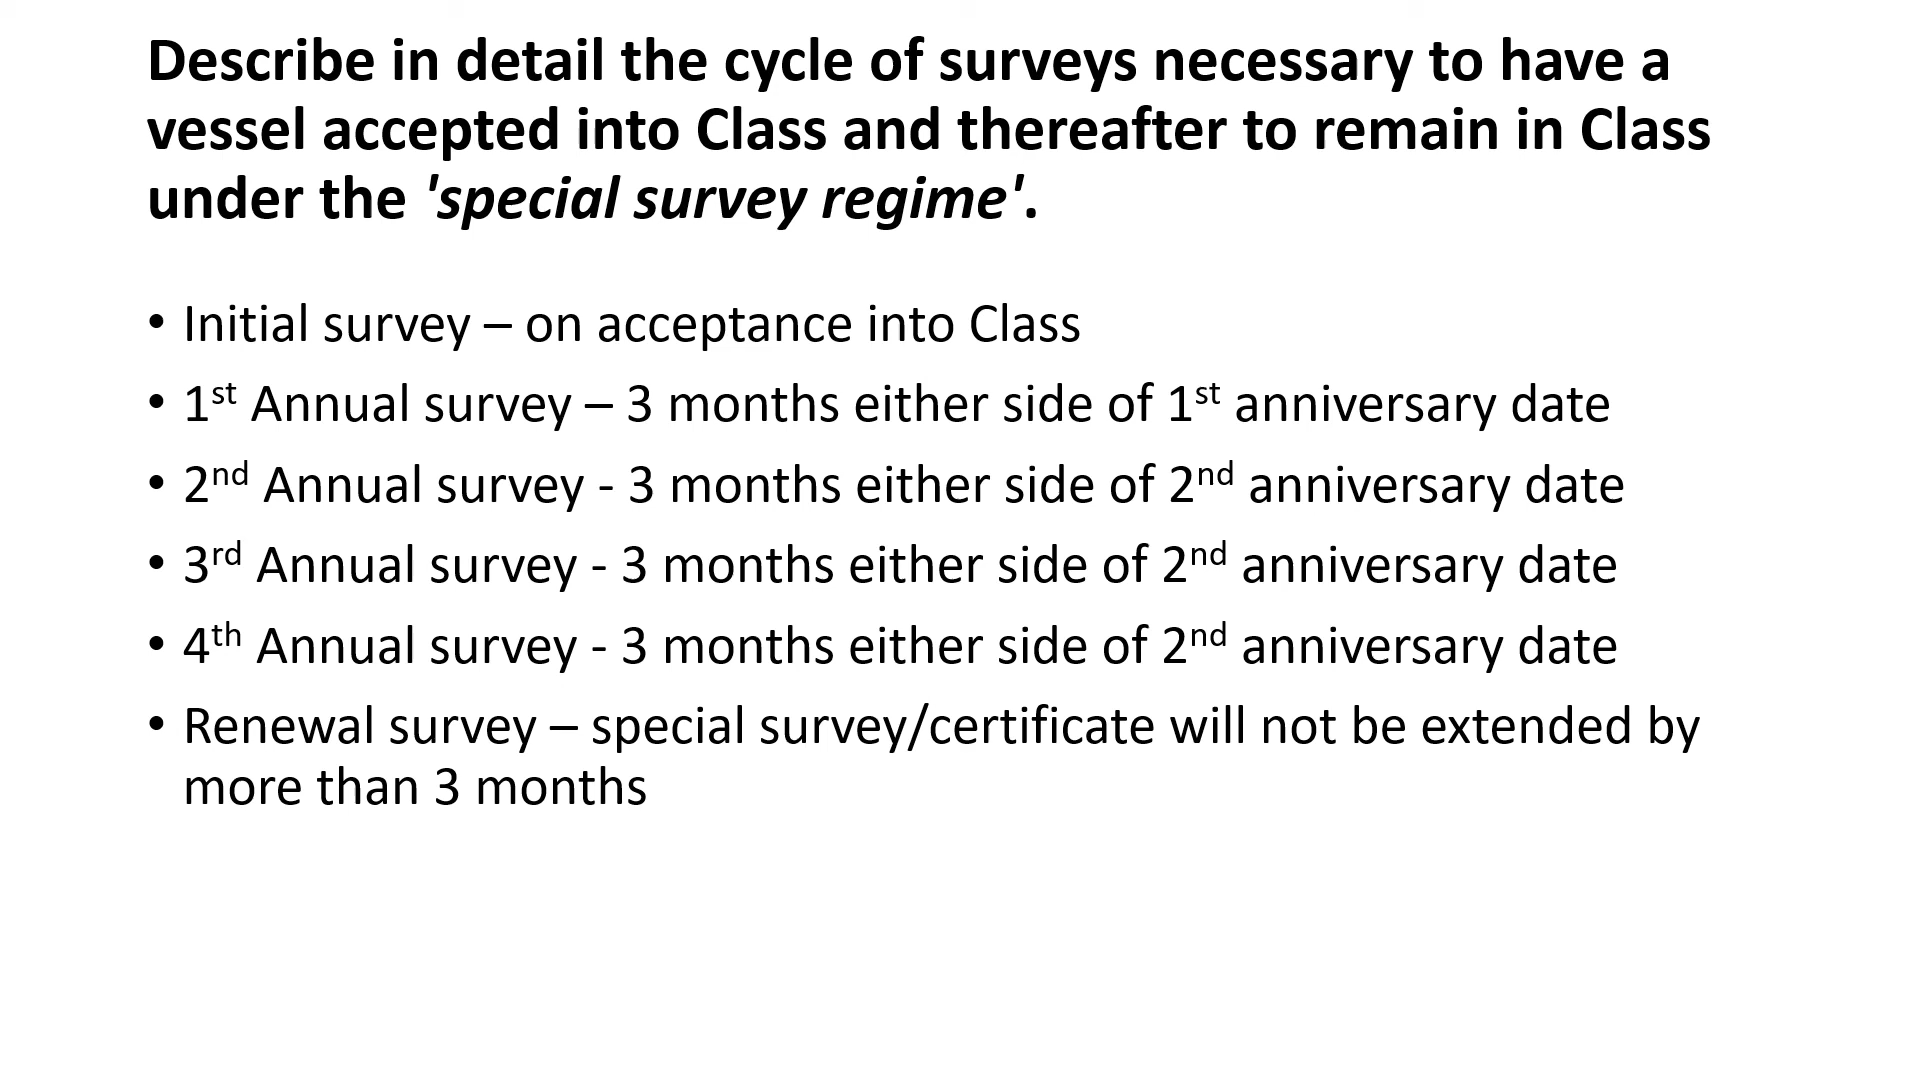 Describe in detail the cycle of surveys necessary to have a
vessel accepted into Class and thereafter to remain in Class
under the 'special survey regime'.
• Initial survey – on acceptance into Class
• 1st Annual survey – 3 months either side of 1st anniversary date
• 2nd Annual survey - 3 months either side of 2nd anniversary date
• 3rd Annual survey - 3 months either side of 2nd anniversary date
• 4th Annual survey - 3 months either side of 2nd anniversary date
• Renewal survey – special survey/certificate will not be extended by
more than 3 months